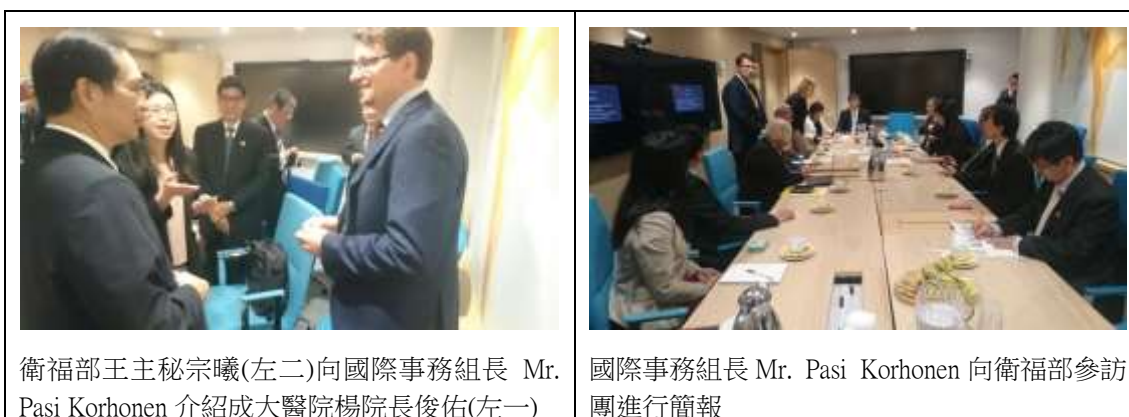 衛福部王主秘宗曦(左二)向國際事務組長 Mr.
Pasi Korhonen 介紹成大醫院楊院長俊佑(左一)
國際事務組長 Mr. Pasi Korhonen 向衛福部參訪
團進行簡報